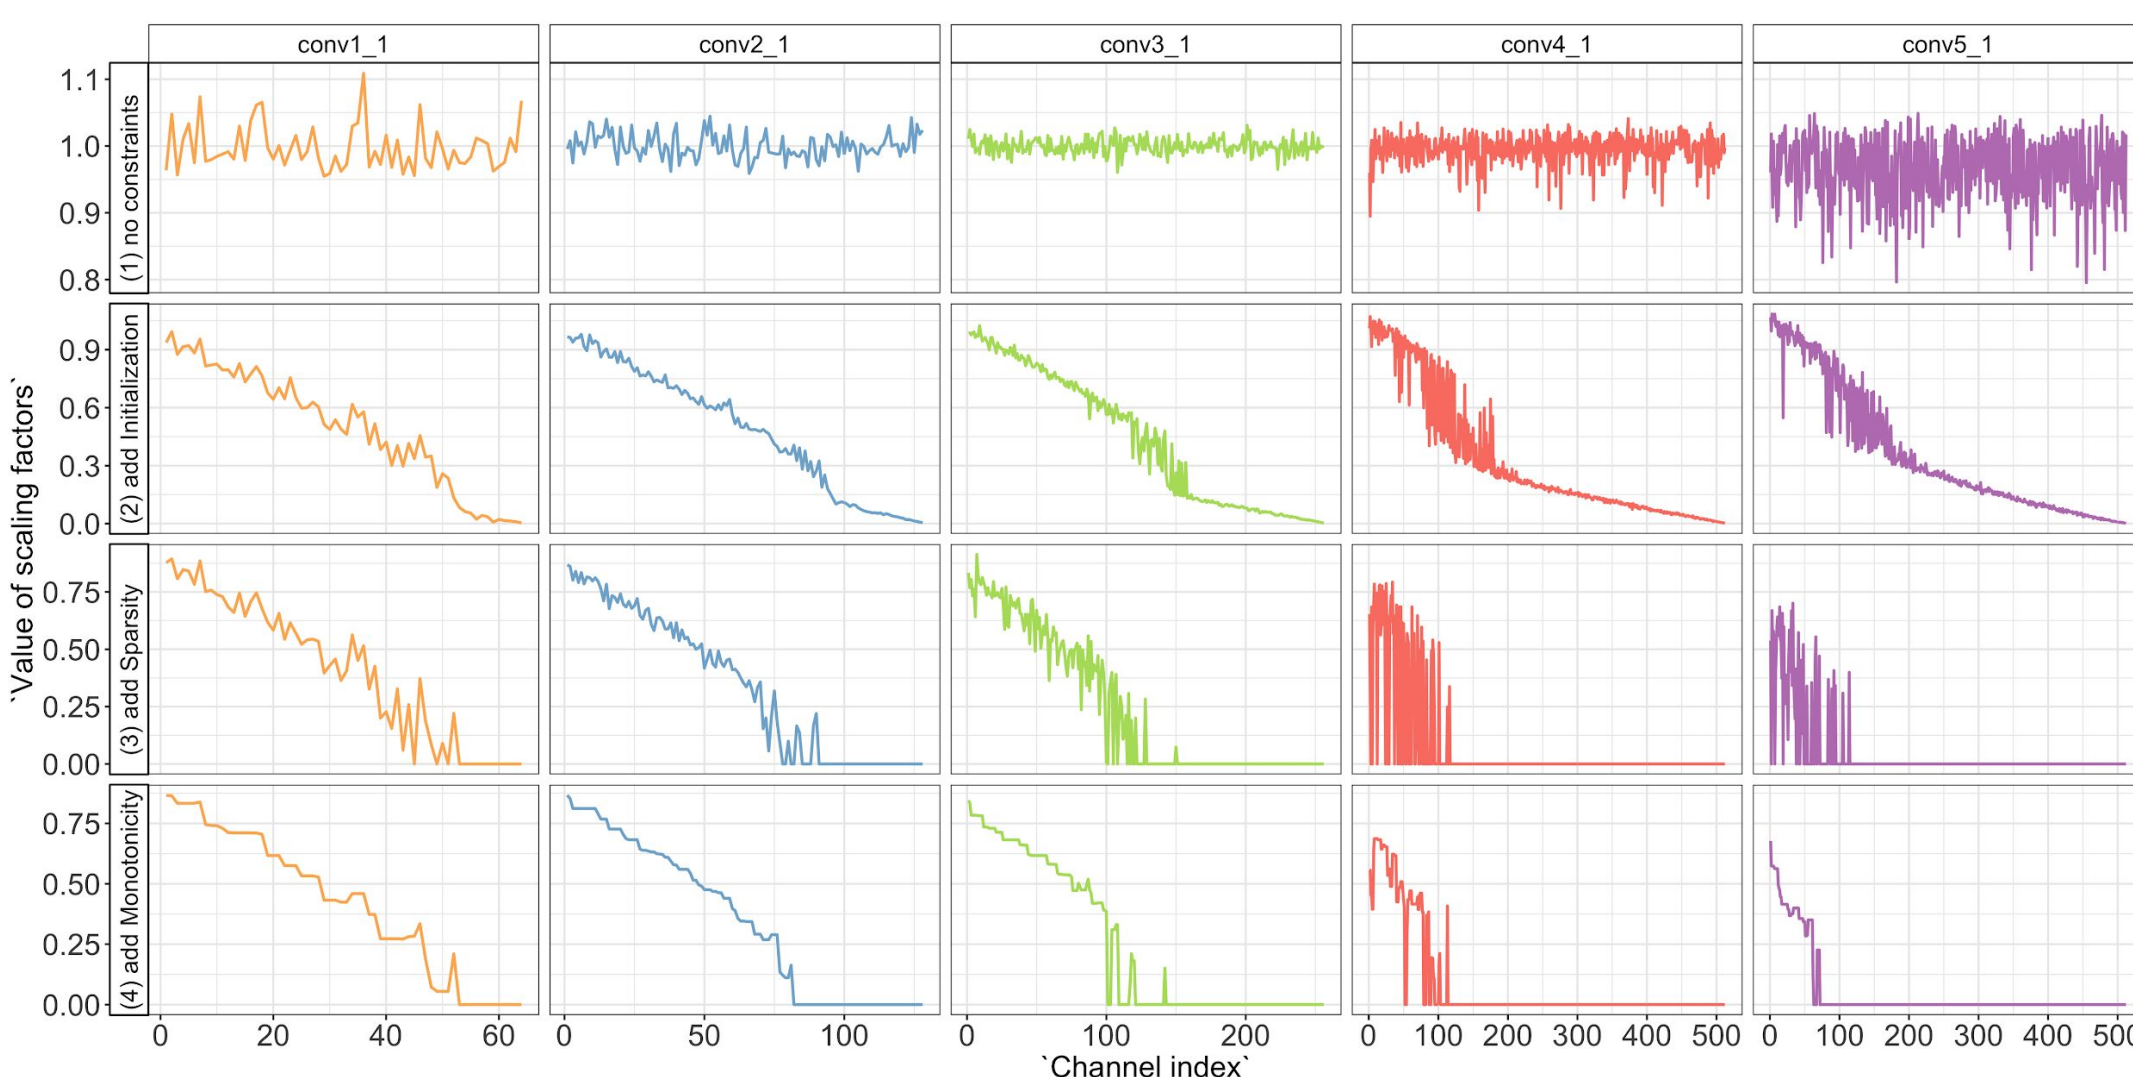 conv1_1 conv2_1 conv3_1 conv4_1 conv5_1
`Value of scaling factors`
(1) no constraints
1.1
1.0
0.9
0.8
(2) add Initialization
0.9
0.6
0.3
0.0
(3) add Sparsity
0.75
0.50
0.25
0.00
(4) add Monotonicity
0.75
0.50
0.25
0.00
0 20 40 60 0 50 100 0 100 200 0 100 200 300 400 500 0 100 200 300 400
`Channel index`